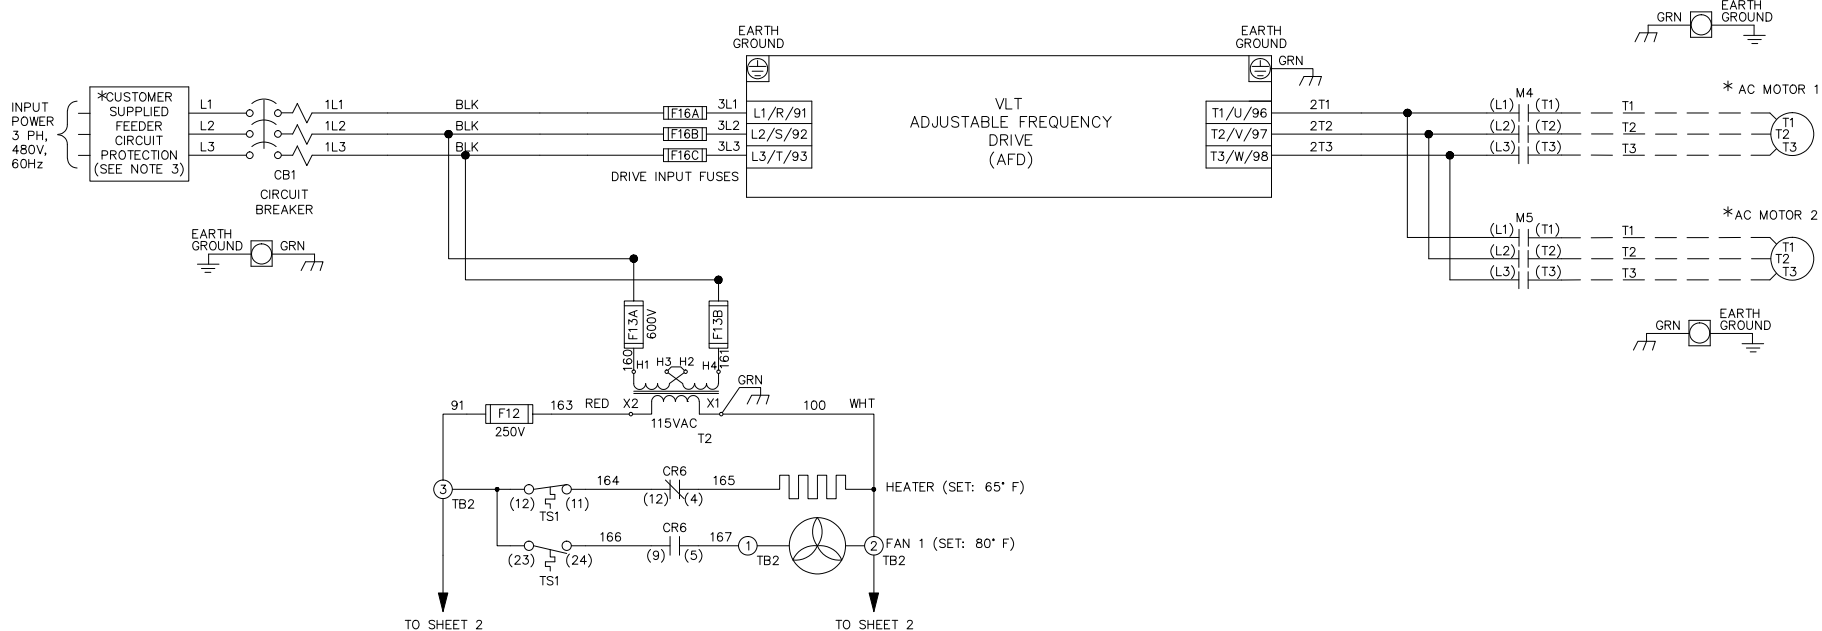 EARTH
GROUND
EARTH
GROUND
GRN
GRN
EARTH
GROUND
INPUT
POWER
3 PH,
480V,
60Hz
*CUSTOMER
SUPPLIED
FEEDER
CIRCUIT
PROTECTION
(SEE NOTE 3)
L1
L2
L3
CB1
CIRCUIT
BREAKER
1L1
1L2
1L3
BLK
BLK
BLK
F16A
F16B
F16C
3L1
3L2
3L3
DRIVE INPUT FUSES
L1/R/91
L2/S/92
L3/T/93
VLT
ADJUSTABLE FREQUENCY
DRIVE
(AFD)
T1/U/96
T2/V/97
T3/W/98
2T1
2T2
2T3
M4
(L1) (T1)
(L2) (T2)
(L3) (T3)
T1
T2
T3
* AC MOTOR 1
T1
T2
T3
M5
(L1) (T1)
(L2) (T2)
(L3) (T3)
T1
T2
T3
*AC MOTOR 2
T1
T2
T3
EARTH
GROUND
GRN
GRN
EARTH
GROUND
F13A
600V
F13B
160
161
H1
H3 H2
H4
GRN
91
F12
250V
163
RED
X2
X1
115VAC
T2
100
WHT
3
TB2
(12)
(11)
TS1
164
CR6
(12)
(4)
165
HEATER (SET: 65° F)
(23)
(24)
TS1
166
CR6
(9)
(5)
167
1
TB2
2
TB2
FAN 1 (SET: 80° F)
TO SHEET 2
TO SHEET 2